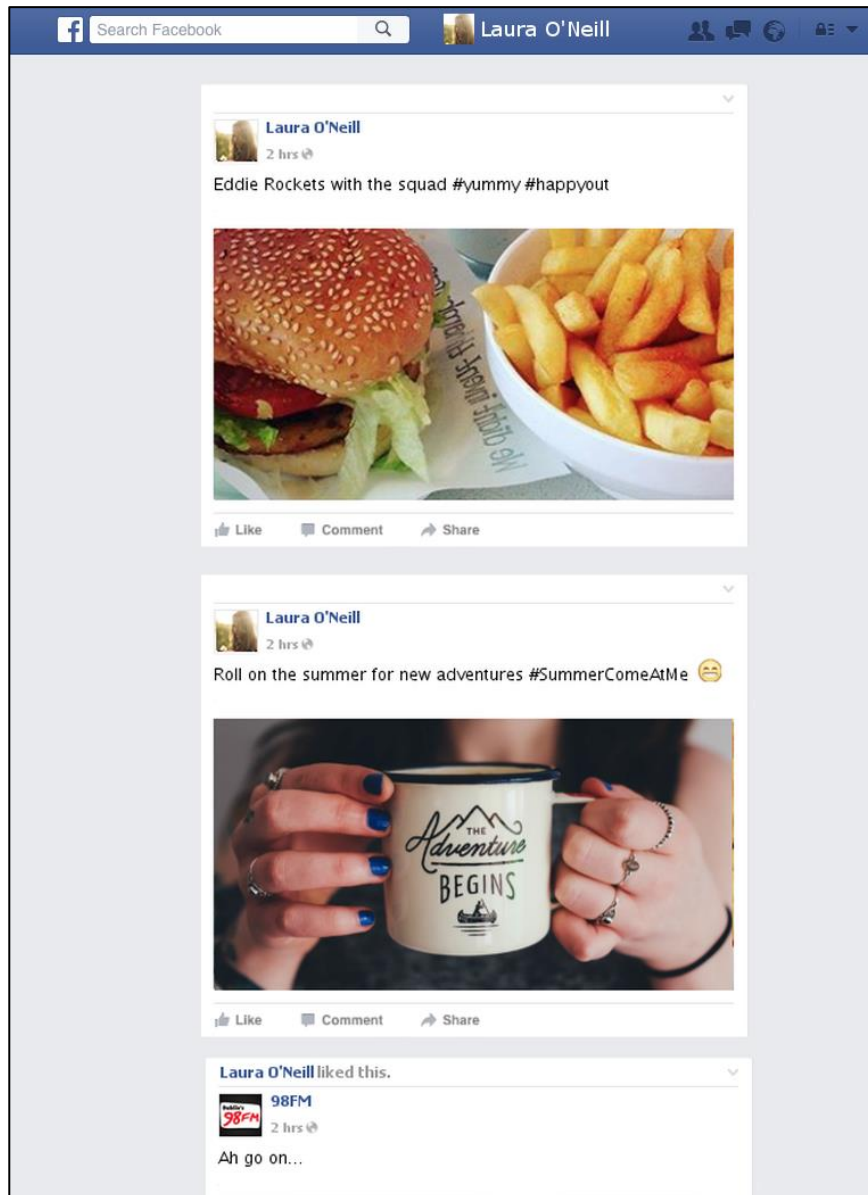 Search Facebook
Laura O'Neill
Laura O'Neill
2 hrs
Eddie Rockets with the squad #yummy #happyout
Like Comment Share
Laura O'Neill
2 hrs
Roll on the summer for new adventures #SummerComeAtMe 😁
THE
Adventure
BEGINS
Like Comment Share
Laura O'Neill liked this.
Dublin's
98FM
98FM
2 hrs
Ah go on...